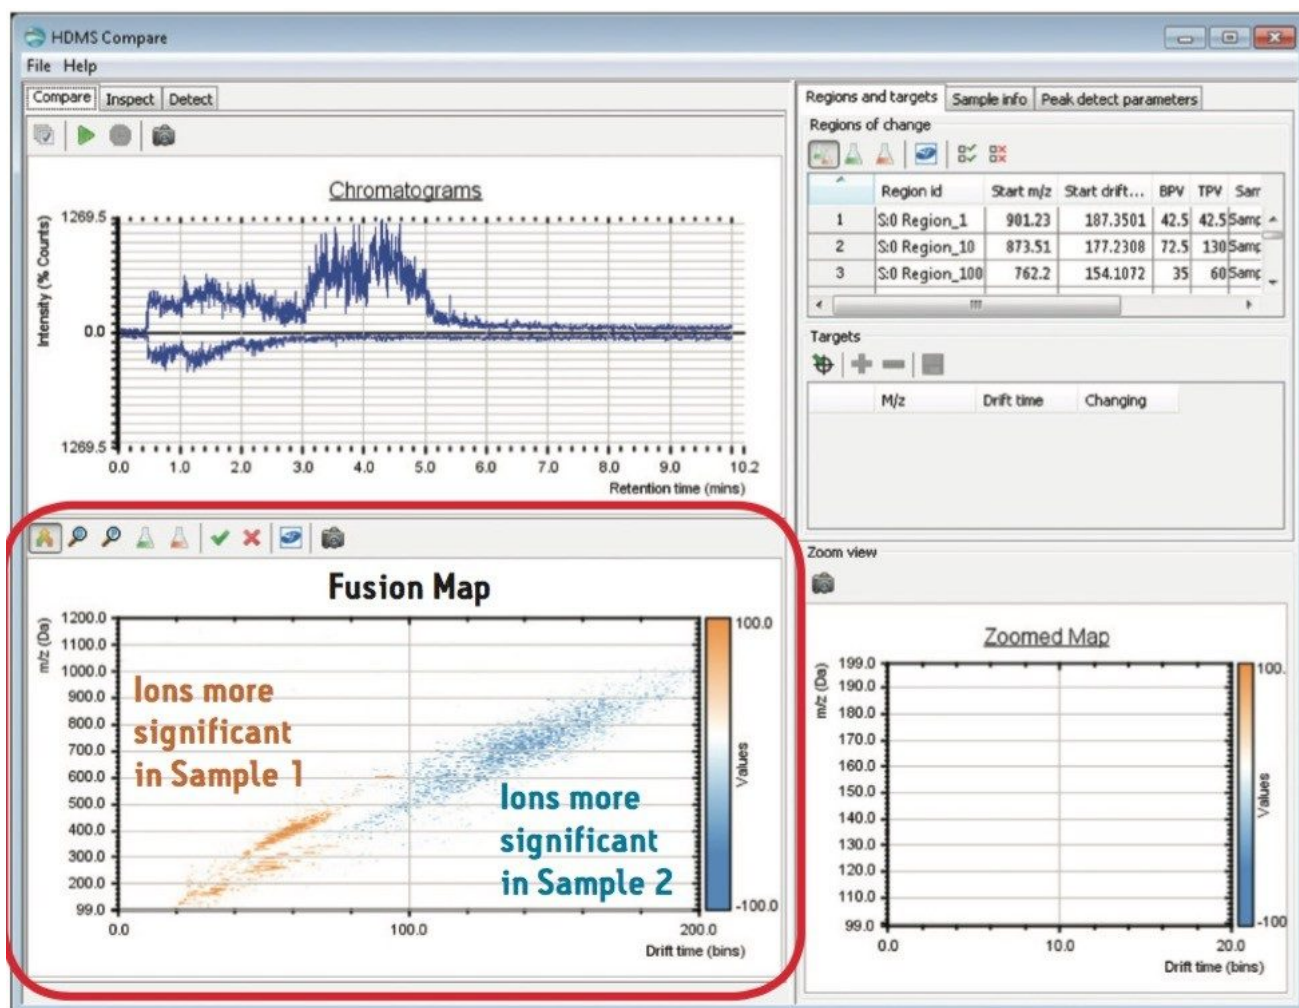 HDMS Compare
File Help
Compare Inspect Detect
Chromatograms
Intensity (% Counts)
1269.5
0.0
1269.5
0.0 1.0 2.0 3.0 4.0 5.0 6.0 7.0 8.0 9.0 10.2
Retention time (mins)
Fusion Map
m/z (Da)
1200.0
1100.0
1000.0
900.0
800.0
700.0
600.0
500.0
400.0
300.0
200.0
99.0
0.0 100.0 200.0
Drift time (bins)
Ions more
significant
in Sample 1
Ions more
significant
in Sample 2
100.0
Values
-100.0
Regions and targets Sample info Peak detect parameters
Regions of change
Region id Start m/z Start drift... BPV TPV Sam
1 S:0 Region_1 901.23 187.3501 42.5 42.5 Samp
2 S:0 Region_10 873.51 177.2308 72.5 130 Samp
3 S:0 Region_100 762.2 154.1072 35 60 Samp
Targets
M/z Drift time Changing
Zoom view
Zoomed Map
m/z (Da)
199.0
190.0
180.0
170.0
160.0
150.0
140.0
130.0
120.0
110.0
99.0
0.0 10.0 20.0
Drift time (bins)
100.
Values
-100